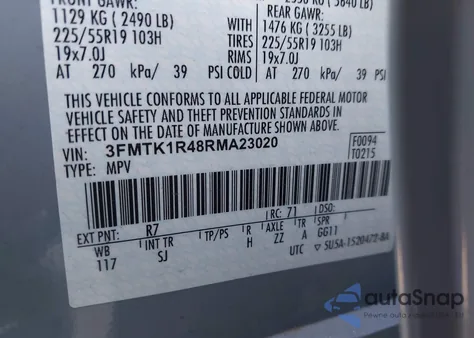 FRONT GAWR:
1129 KG ( 2490 LB)
225/55R19 103H
19x7.0J
AT 270 kPa/ 39 PSI COLD
WITH
TIRES
RIMS
REAR GAWR:
1476 KG ( 3255 LB)
225/55R19 103H
19x7.0J
AT 270 kPa/ 39 PSI
THIS VEHICLE CONFORMS TO ALL APPLICABLE FEDERAL MOTOR
VEHICLE SAFETY AND THEFT PREVENTION STANDARDS IN
EFFECT ON THE DATE OF MANUFACTURE SHOWN ABOVE.
VIN: 3FMTK1R48RMA23020
TYPE: MPV
F0094
T0215
EXT PNT: R7 RC: 71 DSO:
WB INT TR TP/PS R AXLE TR SPR
117 SJ H ZZ A GG11
UTC 5U5A-1520472-BA
autoSnap